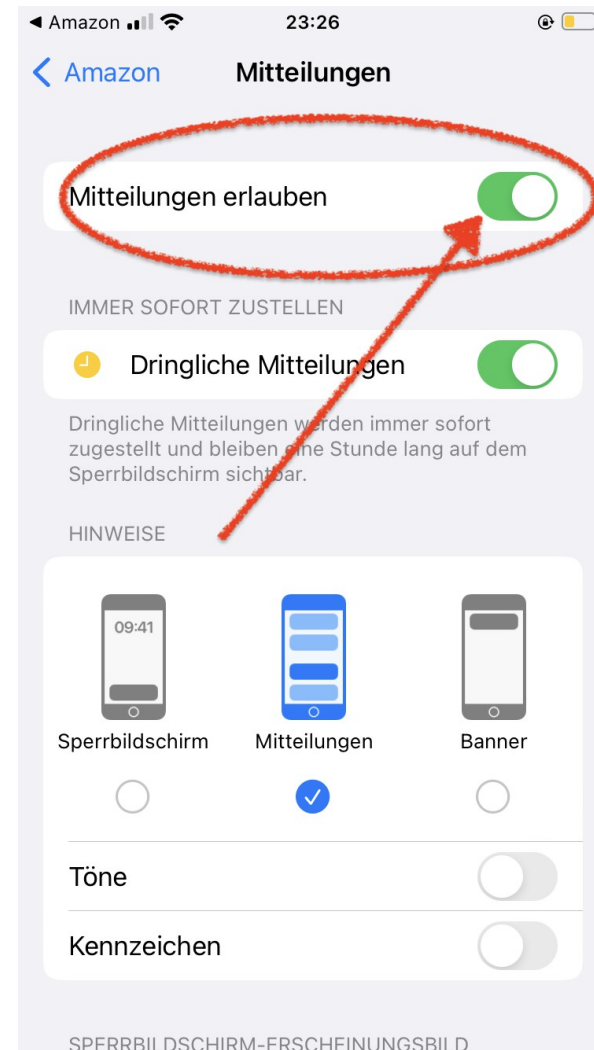 Amazon 23:26
Amazon Mitteilungen
Mitteilungen erlauben
IMMER SOFORT ZUSTELLEN
Dringliche Mitteilungen
Dringliche Mitteilungen werden immer sofort
zugestellt und bleiben eine Stunde lang auf dem
Sperrbildschirm sichtbar.
HINWEISE
09:41
Sperrbildschirm Mitteilungen Banner
Töne
Kennzeichen
SPERRBILDSCHIRM-ERSCHEINUNGSBILD